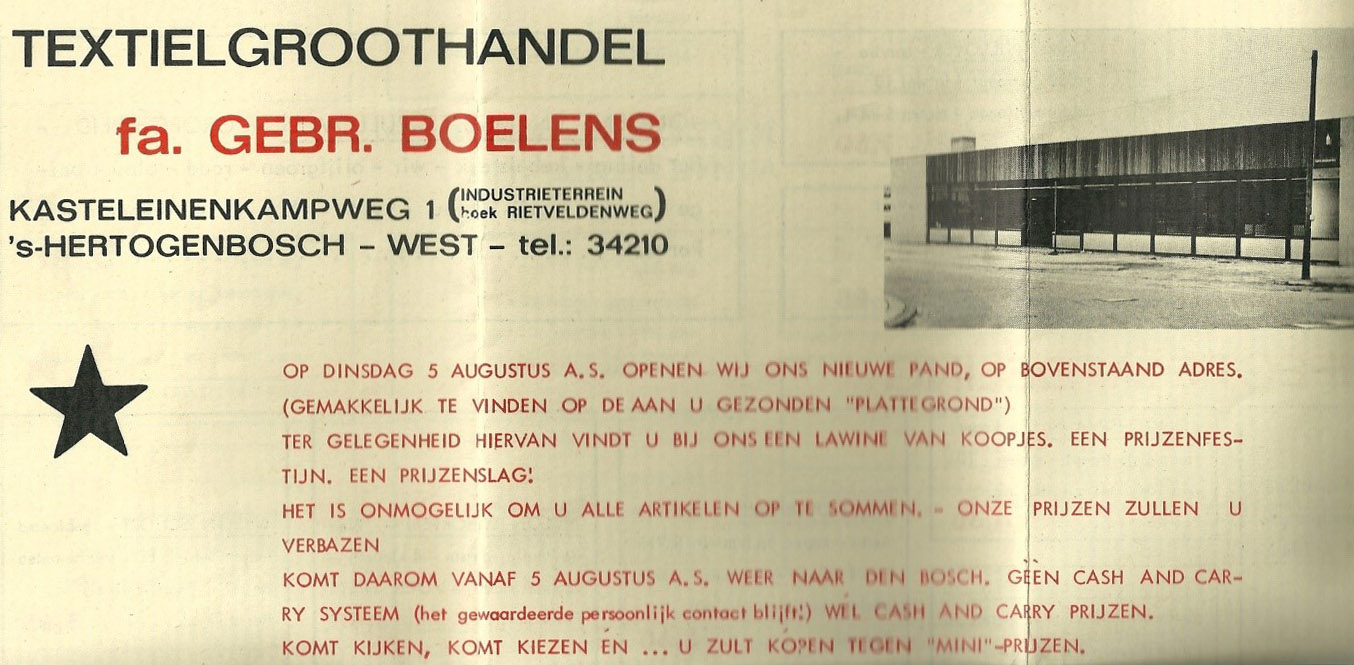 TEXTIELGROOTHANDEL
fa. GEBR. BOELENS
KASTELEINENKAMPWEG 1 (INDUSTRIETERREIN
hoek RIETVELDENWEG)
's-HERTOGENBOSCH - WEST - tel.: 34210
OP DINSDAG 5 AUGUSTUS A.S. OPENEN WIJ ONS NIEUWE PAND, OP BOVENSTAAND ADRES.
(GEMAKKELIJK TE VINDEN OP DE AAN U GEZONDEN "PLATTEGROND")
TER GELEGENHEID HIERVAN VINDT U BIJ ONS EEN LAWINE VAN KOOPJES. EEN PRIJZENFES-
TIJN. EEN PRIJZENSLAG!
HET IS ONMOGELIJK OM U ALLE ARTIKELEN OP TE SOMMEN. - ONZE PRIJZEN ZULLEN U
VERBAZEN
KOMT DAAROM VANAF 5 AUGUSTUS A.S. WEER NAAR DEN BOSCH. GÈÈN CASH AND CAR-
RY SYSTEEM (het gewaardeerde persoonlijk contact blijft!) WÈL CASH AND CARRY PRIJZEN.
KOMT KIJKEN, KOMT KIEZEN ÉN ... U ZULT KÓPEN TEGEN "MINI"-PRIJZEN.